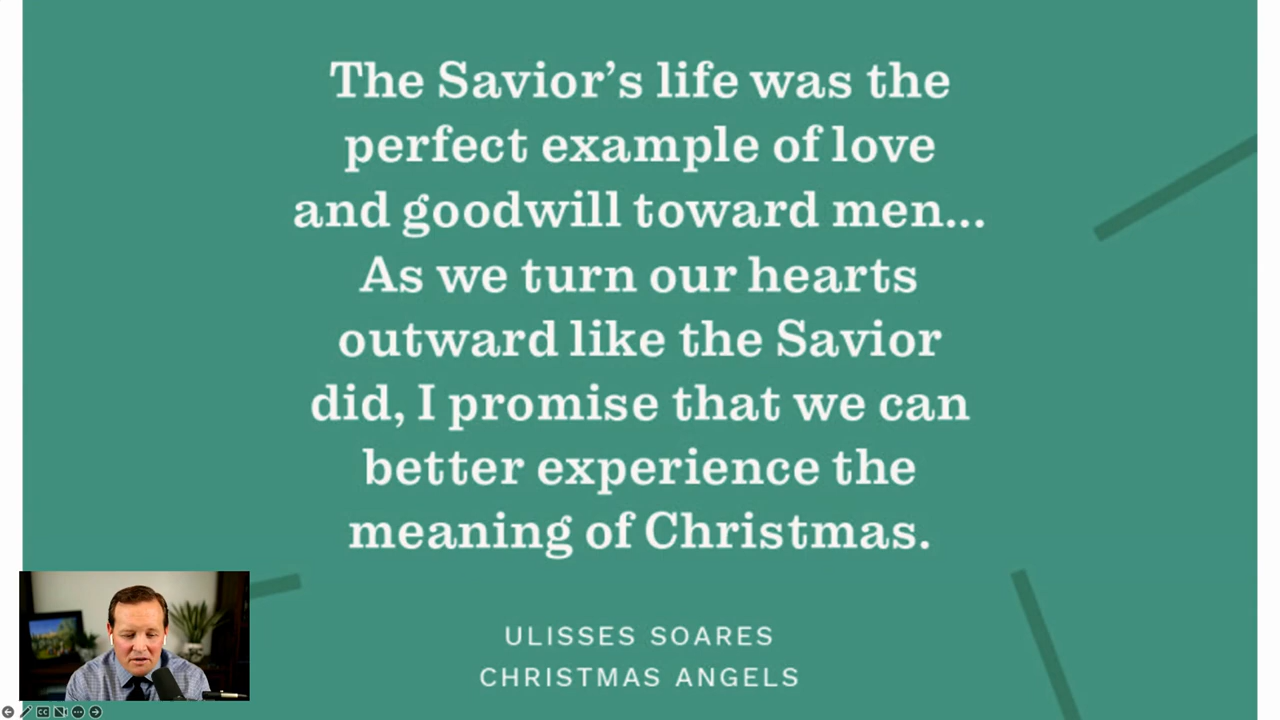 The Savior’s life was the
perfect example of love
and goodwill toward men...
As we turn our hearts
outward like the Savior
did, I promise that we can
better experience the
meaning of Christmas.
ULISSES SOARES
CHRISTMAS ANGELS